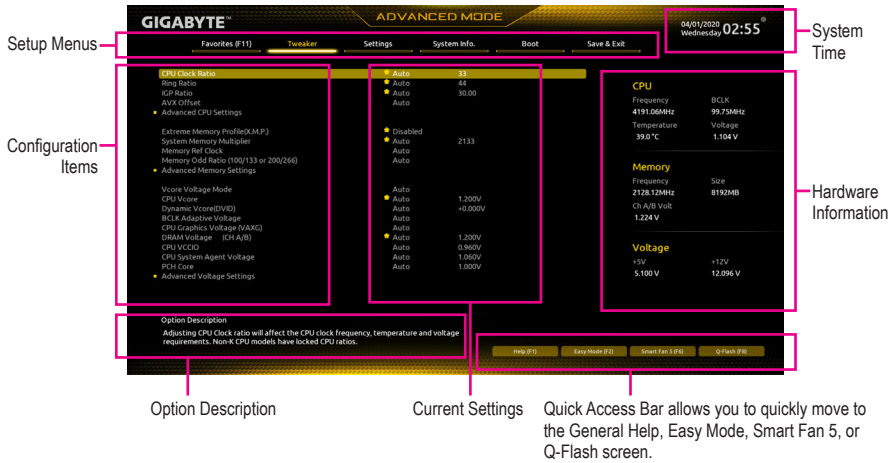 GIGABYTE™
ADVANCED MODE
04/01/2020
Wednesday 02:55
System
Time
Setup Menus
Favorites (F11) Tweaker Settings System Info. Boot Save & Exit
CPU Clock Ratio Auto 33
Ring Ratio Auto 44
IGP Ratio Auto 30.00
AVX Offset Auto
Advanced CPU Settings
Extreme Memory Profile(X.M.P.) Disabled
System Memory Multiplier Auto 2133
Memory Ref Clock Auto
Memory Odd Ratio (100/133 or 200/266) Auto
Advanced Memory Settings
Vcore Voltage Mode Auto
CPU Vcore Auto 1.200V
Dynamic Vcore(DVID) Auto +0.000V
BCLK Adaptive Voltage Auto
CPU Graphics Voltage (VAXG) Auto
DRAM Voltage (CH A/B) Auto 1.200V
CPU VCCIO Auto 0.960V
CPU System Agent Voltage Auto 1.060V
PCH Core Auto 1.000V
Advanced Voltage Settings
Configuration
Items
CPU
Frequency BCLK
4191.06MHz 99.75MHz
Temperature Voltage
39.0 °C 1.104 V
Memory
Frequency Size
2128.12MHz 8192MB
Ch A/B Volt
1.224 V
Voltage
+5V +12V
5.100 V 12.096 V
Hardware
Information
Option Description
Adjusting CPU Clock ratio will affect the CPU clock frequency, temperature and voltage
requirements. Non-K CPU models have locked CPU ratios.
Help (F1) Easy Mode (F2) Smart Fan 5 (F6) Q-Flash (F8)
Option Description
Current Settings
Quick Access Bar allows you to quickly move to
the General Help, Easy Mode, Smart Fan 5, or
Q-Flash screen.